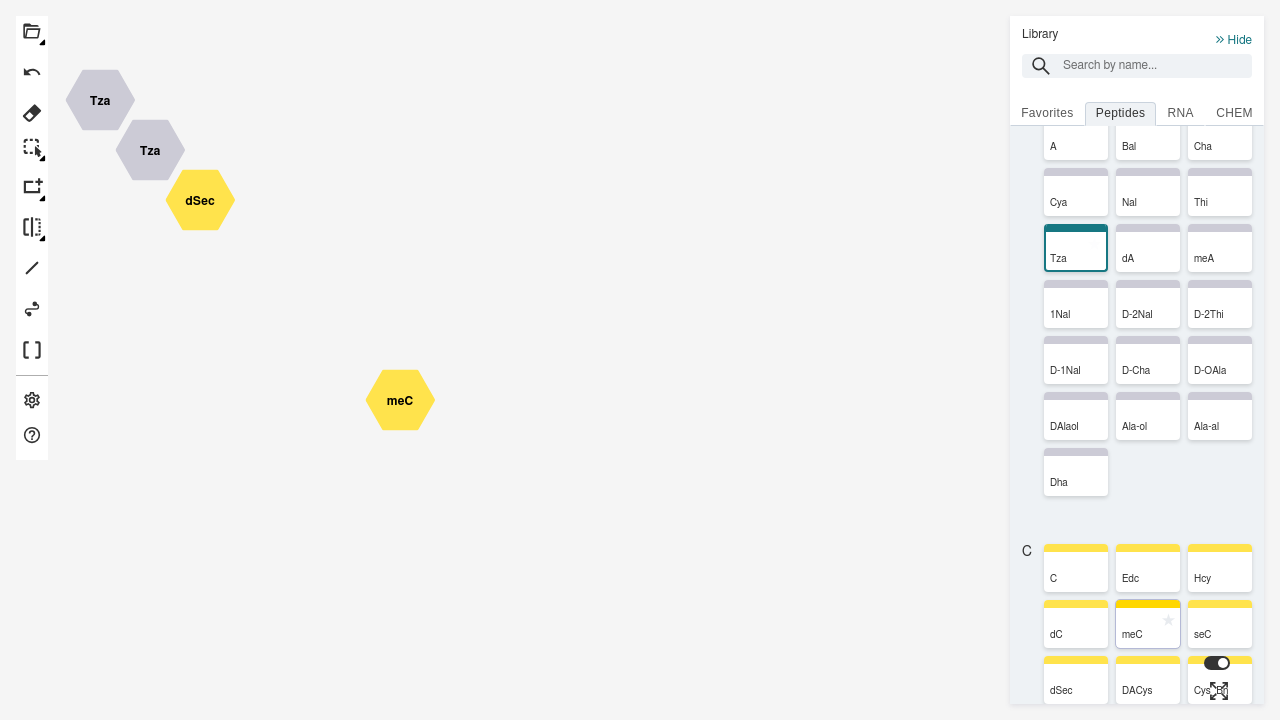 Library
Hide
Search by name...
Favorites Peptides RNA CHEM
A Bal Cha
Cya Nal Thi
Tza dA meA
1Nal D-2Nal D-2Thi
D-1Nal D-Cha D-OAla
DAlaol Ala-ol Ala-al
Dha
C
C Edc Hcy
dC meC seC
dSec DACys Cys_Bn
Tza
Tza
dSec
meC